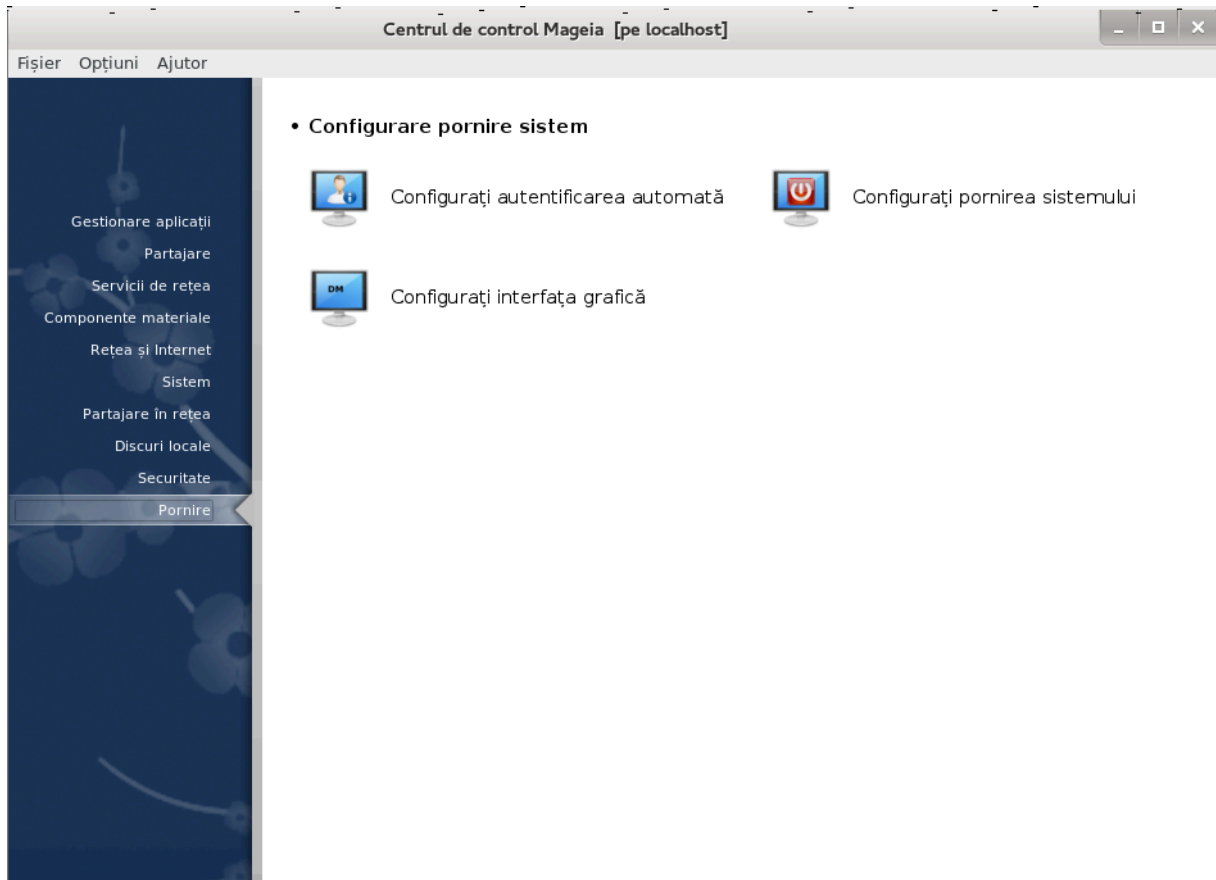 Centrul de control Mageia [pe localhost]
Fișier Opțiuni Ajutor
Gestionare aplicații
Partajare
Servicii de rețea
Componente materiale
Rețea și Internet
Sistem
Partajare în rețea
Discuri locale
Securitate
Pornire
• Configurare pornire sistem
Configurați autentificarea automată
Configurați pornirea sistemului
DM
Configurați interfața grafică